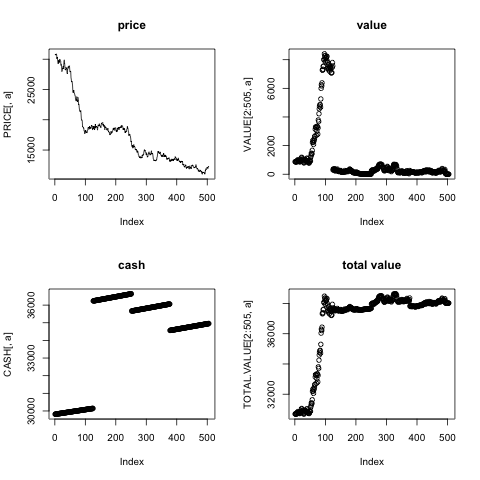 price
PRICE[, a]
15000 25000
0 100 200 300 400 500
Index
value
VALUE[2:505, a]
0 2000 6000
0 100 200 300 400 500
Index
cash
CASH[, a]
30000 33000 36000
0 100 200 300 400 500
Index
total value
TOTAL.VALUE[2:505, a]
32000 36000
0 100 200 300 400 500
Index